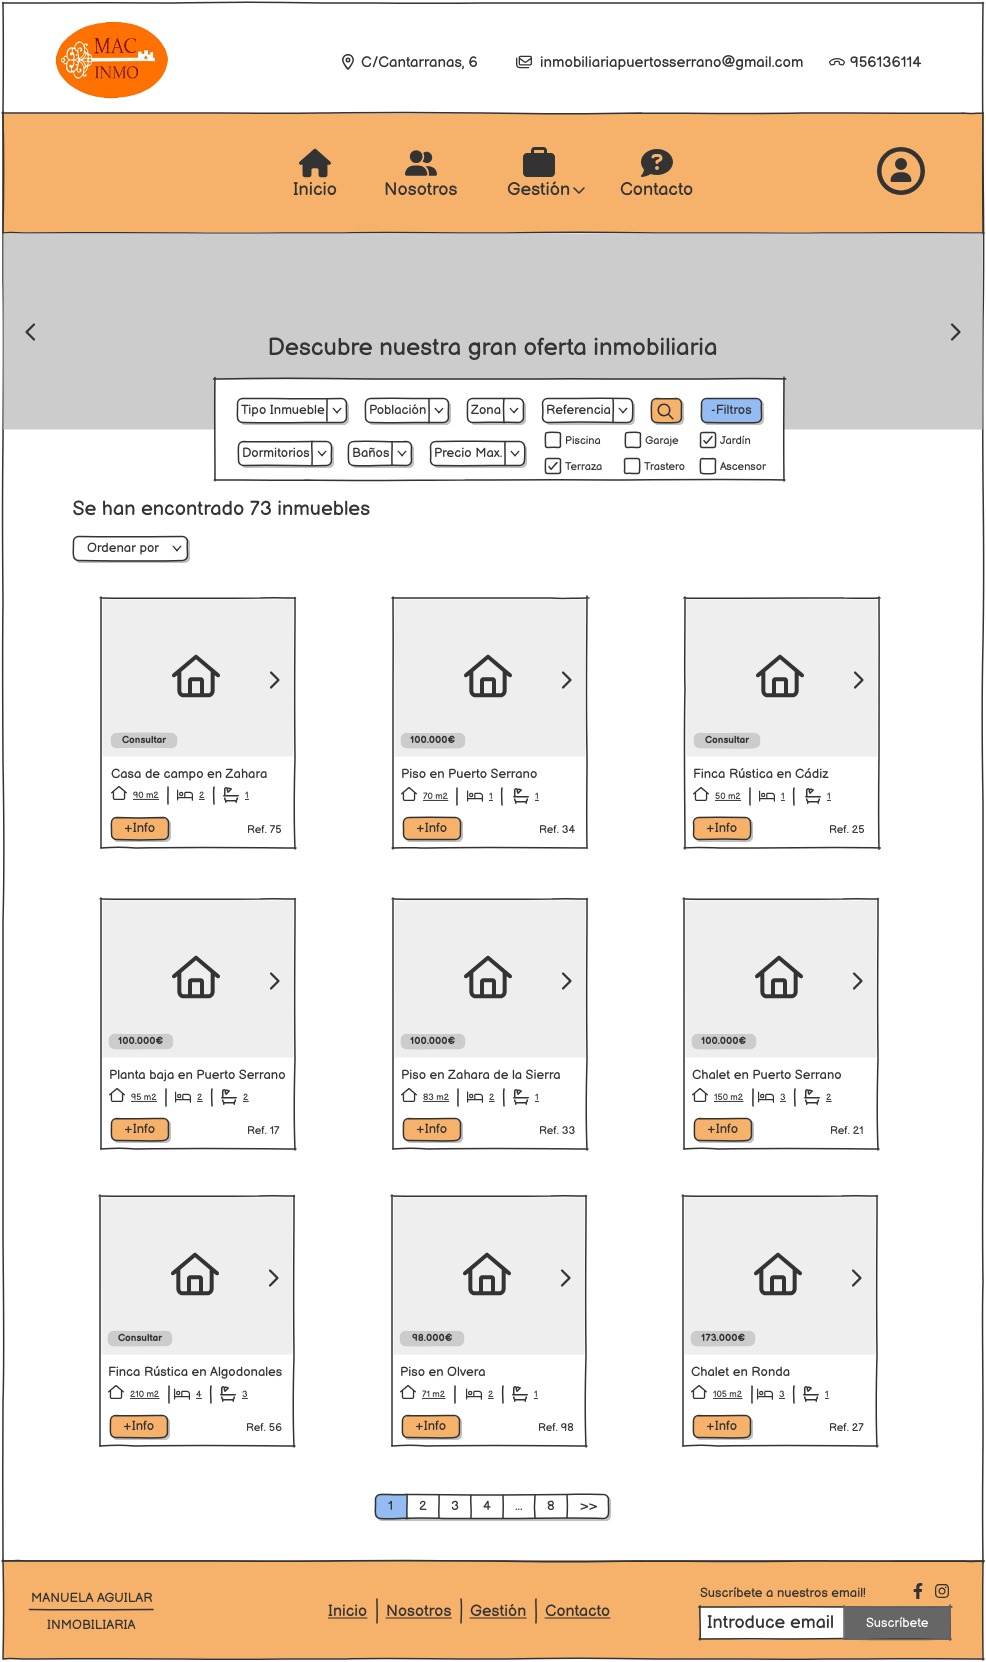 MAC
INMO
C/Cantarranas, 6 inmobiliariapuertosserrano@gmail.com 956136114
Inicio Nosotros Gestión Contacto
Descubre nuestra gran oferta inmobiliaria
Tipo Inmueble Población Zona Referencia -Filtros
Piscina Garaje Jardín
Dormitorios Baños Precio Max.
Terraza Trastero Ascensor
Se han encontrado 73 inmuebles
Ordenar por
Consultar 100.000€ Consultar
Casa de campo en Zahara Piso en Puerto Serrano Finca Rústica en Cádiz
90 m2 2 1 70 m2 1 1 50 m2 1 1
+Info Ref. 75 +Info Ref. 34 +Info Ref. 25
100.000€ 100.000€ 100.000€
Planta baja en Puerto Serrano Piso en Zahara de la Sierra Chalet en Puerto Serrano
95 m2 2 2 83 m2 2 1 150 m2 3 2
+Info Ref. 17 +Info Ref. 33 +Info Ref. 21
Consultar 98.000€ 173.000€
Finca Rústica en Algodonales Piso en Olvera Chalet en Ronda
210 m2 4 3 71 m2 2 1 105 m2 3 1
+Info Ref. 56 +Info Ref. 98 +Info Ref. 27
1 2 3 4 ... 8 >>
MANUELA AGUILAR
INMOBILIARIA
Inicio Nosotros Gestión Contacto
Suscríbete a nuestros email!
Introduce email Suscríbete